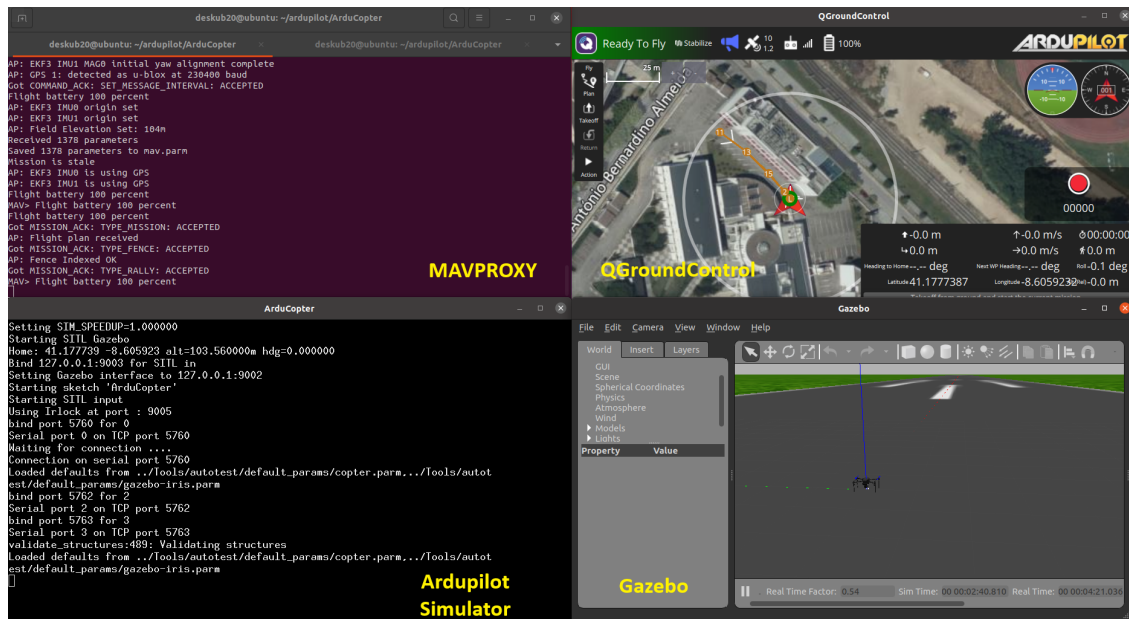 deskub20@ubuntu: ~/ardupilot/ArduCopter
deskub20@ubuntu: ~/ardupilot/ArduCopter
deskub20@ubuntu: ~/ardupilot/ArduCopter
AP: EKF3 IMU1 MAG0 initial yaw alignment complete
AP: GPS 1: detected as u-blox at 230400 baud
Got COMMAND_ACK: SET_MESSAGE_INTERVAL: ACCEPTED
Flight battery 100 percent
AP: EKF3 IMU0 origin set
AP: EKF3 IMU1 origin set
AP: Field Elevation Set: 104m
Received 1378 parameters
Saved 1378 parameters to mav.parm
Mission is stale
AP: EKF3 IMU0 is using GPS
AP: EKF3 IMU1 is using GPS
Flight battery 100 percent
MAV> Flight battery 100 percent
Flight battery 100 percent
Got MISSION_ACK: TYPE_MISSION: ACCEPTED
AP: Flight plan received
Got MISSION_ACK: TYPE_FENCE: ACCEPTED
AP: Fence Indexed OK
Got MISSION_ACK: TYPE_RALLY: ACCEPTED
MAV> Flight battery 100 percent
MAVPROXY
QGroundControl
Ready To Fly
Stabilize
10
1.2
100%
ARDUPILOT
Fly
Plan
Takeoff
Return
Action
25 m
António Bernardino Almeida
11
13
15
2
L
10
10
-10
-10
N
W
E
001
00000
-0.0 m
-0.0 m/s
00:00:00
0.0 m
0.0 m/s
0.0 m
Heading to Home --.-- deg
Next WP Heading --.-- deg
Roll -0.1 deg
Latitude 41.1777387
Longitude -8.6059232
-0.0 m
QGroundControl
ArduCopter
Setting SIM_SPEEDUP=1.000000
Starting SITL Gazebo
Home: 41.177739 -8.605923 alt=103.560000m hdg=0.000000
Bind 127.0.0.1:9003 for SITL in
Setting Gazebo interface to 127.0.0.1:9002
Starting sketch 'ArduCopter'
Starting SITL input
Using Irlock at port : 9005
bind port 5760 for 0
Serial port 0 on TCP port 5760
Waiting for connection ....
Connection on serial port 5760
Loaded defaults from ../Tools/autotest/default_params/copter.parm,../Tools/autot
est/default_params/gazebo-iris.parm
bind port 5762 for 2
Serial port 2 on TCP port 5762
bind port 5763 for 3
Serial port 3 on TCP port 5763
validate_structures:489: Validating structures
Loaded defaults from ../Tools/autotest/default_params/copter.parm,../Tools/autot
est/default_params/gazebo-iris.parm
Ardupilot
Simulator
Gazebo
File Edit Camera View Window Help
World Insert Layers
GUI
Scene
Spherical Coordinates
Physics
Atmosphere
Wind
Models
Lights
Property Value
Gazebo
Real Time Factor: 0.54 Sim Time: 00 00:02:40.810 Real Time: 00 00:04:21.036